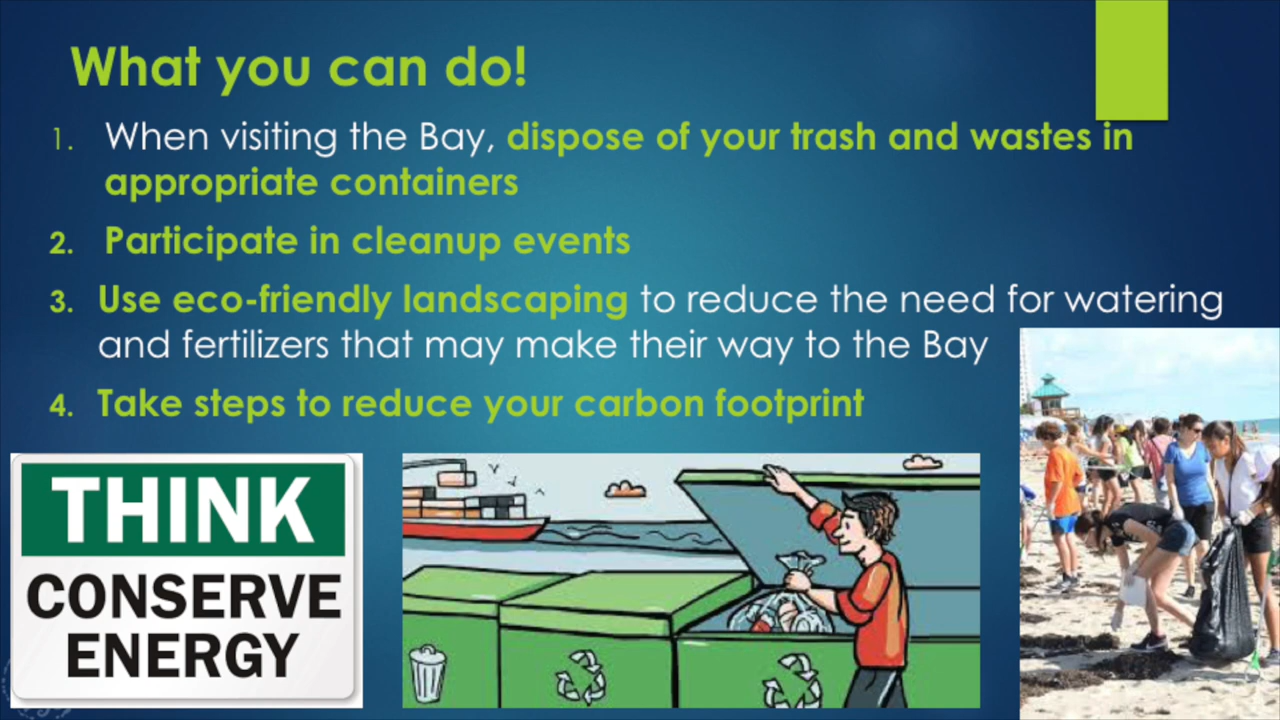 What you can do!
1. When visiting the Bay, dispose of your trash and wastes in
appropriate containers
2. Participate in cleanup events
3. Use eco-friendly landscaping to reduce the need for watering
and fertilizers that may make their way to the Bay
4. Take steps to reduce your carbon footprint
THINK
CONSERVE
ENERGY